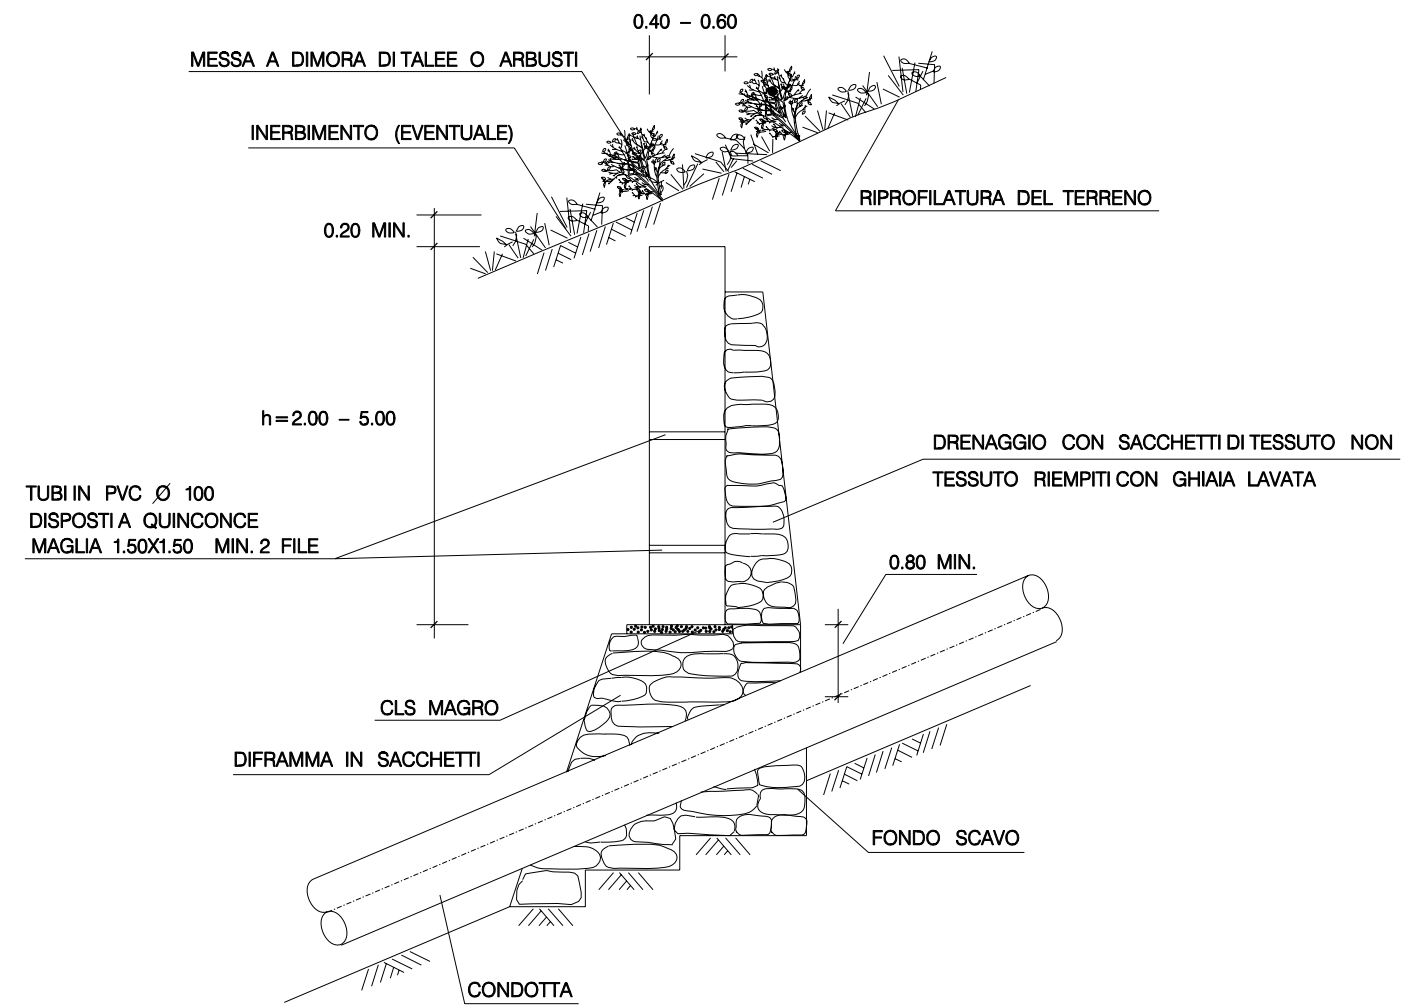 0.40 – 0.60
MESSA A DIMORA DI TALEE O ARBUSTI
INERBIMENTO (EVENTUALE)
RIPROFILATURA DEL TERRENO
0.20 MIN.
h=2.00 – 5.00
DRENAGGIO CON SACCHETTI DI TESSUTO NON
TESSUTO RIEMPITI CON GHIAIA LAVATA
TUBI IN PVC Ø 100
DISPOSTI A QUINCONCE
MAGLIA 1.50X1.50 MIN. 2 FILE
0.80 MIN.
CLS MAGRO
DIFRAMMA IN SACCHETTI
FONDO SCAVO
CONDOTTA